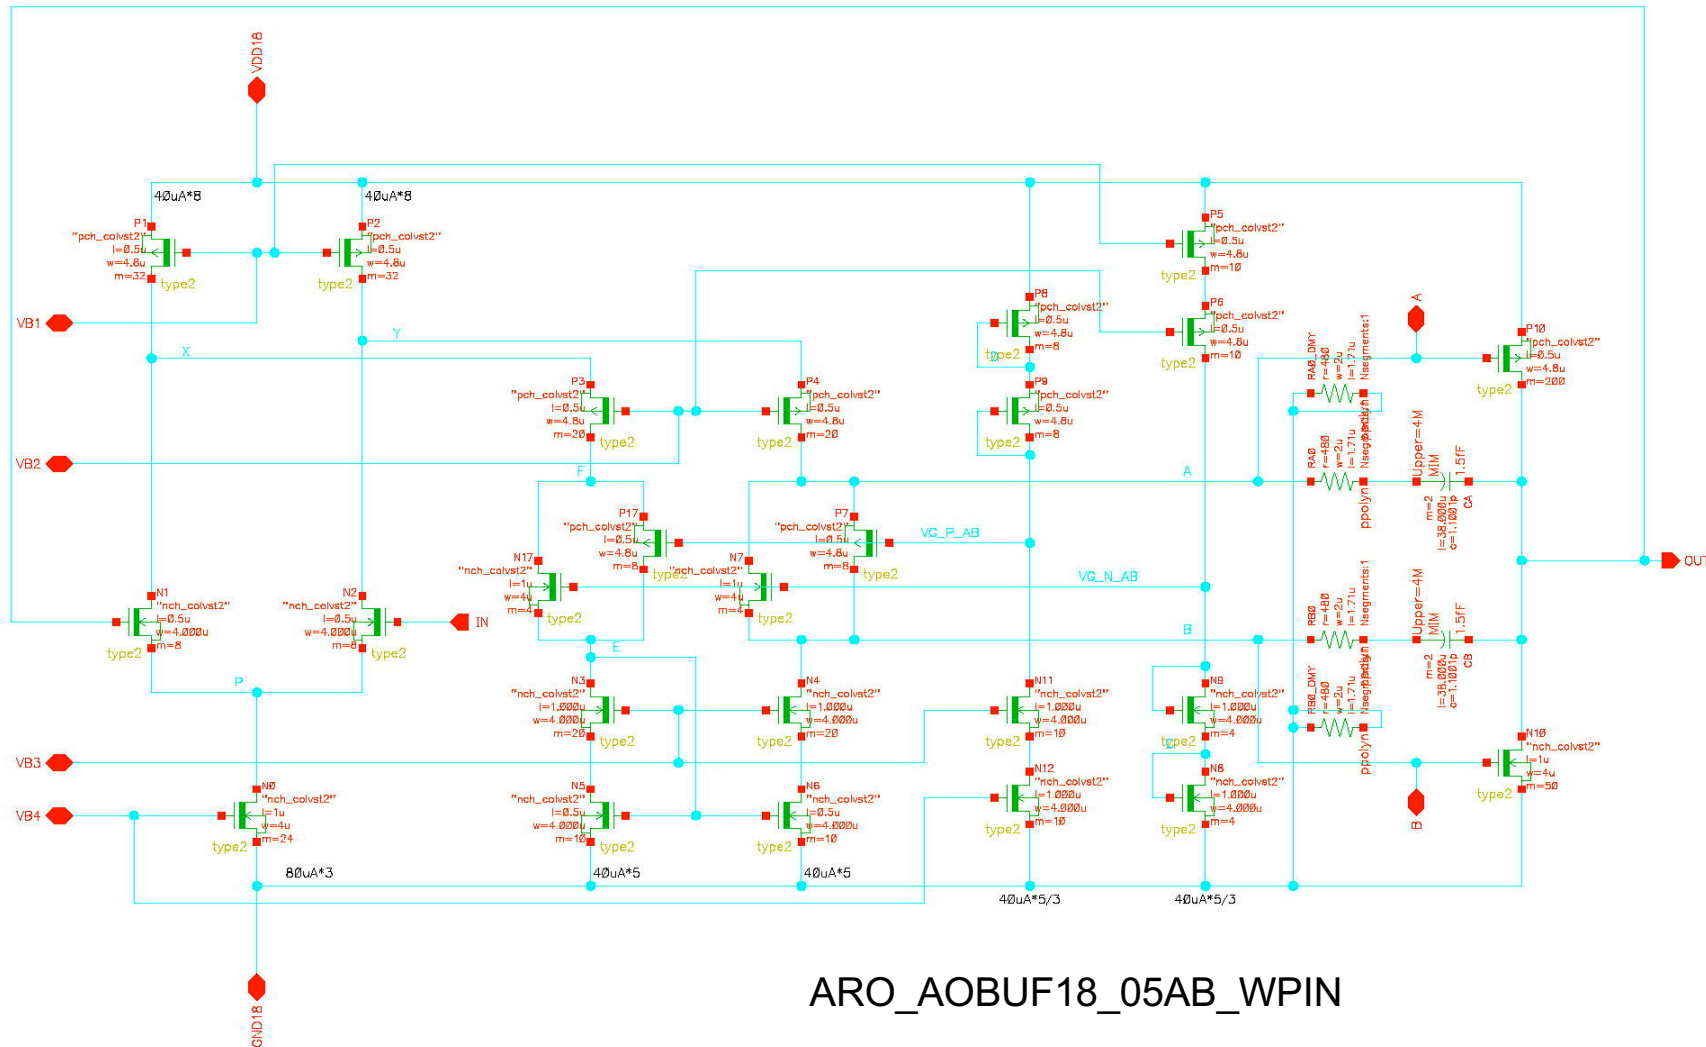 VDD18
40uA*8
40uA*8
P1
"pch_colvst2"
l=0.5u
w=4.8u
m=32
type2
P2
"pch_colvst2"
l=0.5u
w=4.8u
m=32
type2
P5
"pch_colvst2"
l=0.5u
w=4.8u
m=10
type2
VB1
P8
"pch_colvst2"
l=0.5u
w=4.8u
m=8
type2
D
P6
"pch_colvst2"
l=0.5u
w=4.8u
m=10
type2
A
P10
"pch_colvst2"
l=0.5u
w=4.8u
m=200
type2
X
Y
P3
"pch_colvst2"
l=0.5u
w=4.8u
m=20
type2
P4
"pch_colvst2"
l=0.5u
w=4.8u
m=20
type2
P9
"pch_colvst2"
l=0.5u
w=4.8u
m=8
type2
RA0_DMY
r=480
w=2u
l=1.71u
Nsegments:1
ppolyn
VB2
F
A
RA0
r=480
w=2u
l=1.71u
ppolyn
Upper=4M
MIM
1.5fF
m=2
l=38.000u
c=1.1001p
CA
P17
"pch_colvst2"
l=0.5u
w=4.8u
m=8
type2
P7
"pch_colvst2"
l=0.5u
w=4.8u
m=8
type2
VG_P_AB
N17
"nch_colvst2"
l=1u
w=4u
m=4
type2
N7
"nch_colvst2"
l=1u
w=4u
m=4
type2
VG_N_AB
OUT
N1
"nch_colvst2"
l=0.5u
w=4.000u
m=8
type2
N2
"nch_colvst2"
l=0.5u
w=4.000u
m=8
type2
IN
E
B
RB0
r=480
w=2u
l=1.71u
Nsegments:1
Upper=4M
MIM
1.5fF
m=2
l=38.000u
c=1.1001p
CB
P
N3
"nch_colvst2"
l=1.000u
w=4.000u
m=20
type2
N4
"nch_colvst2"
l=1.000u
w=4.000u
m=20
type2
N11
"nch_colvst2"
l=1.000u
w=4.000u
m=10
type2
N9
"nch_colvst2"
l=1.000u
w=4.000u
m=4
type2
C
RB0_DMY
r=480
w=2u
l=1.71u
ppolyn
N10
"nch_colvst2"
l=1u
w=4u
m=50
type2
VB3
VB4
N0
"nch_colvst2"
l=1u
w=4u
m=24
type2
N5
"nch_colvst2"
l=0.5u
w=4.000u
m=10
type2
N6
"nch_colvst2"
l=0.5u
w=4.000u
m=10
type2
N12
"nch_colvst2"
l=1.000u
w=4.000u
m=10
type2
N8
"nch_colvst2"
l=1.000u
w=4.000u
m=4
type2
B
80uA*3
40uA*5
40uA*5
40uA*5/3
40uA*5/3
GND18
ARO_AOBUF18_05AB_WPIN